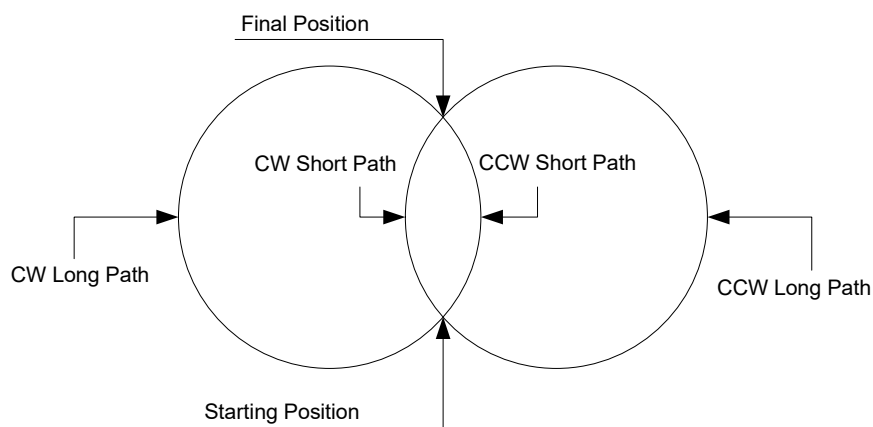 Final Position
CW Short Path
CCW Short Path
CW Long Path
CCW Long Path
Starting Position